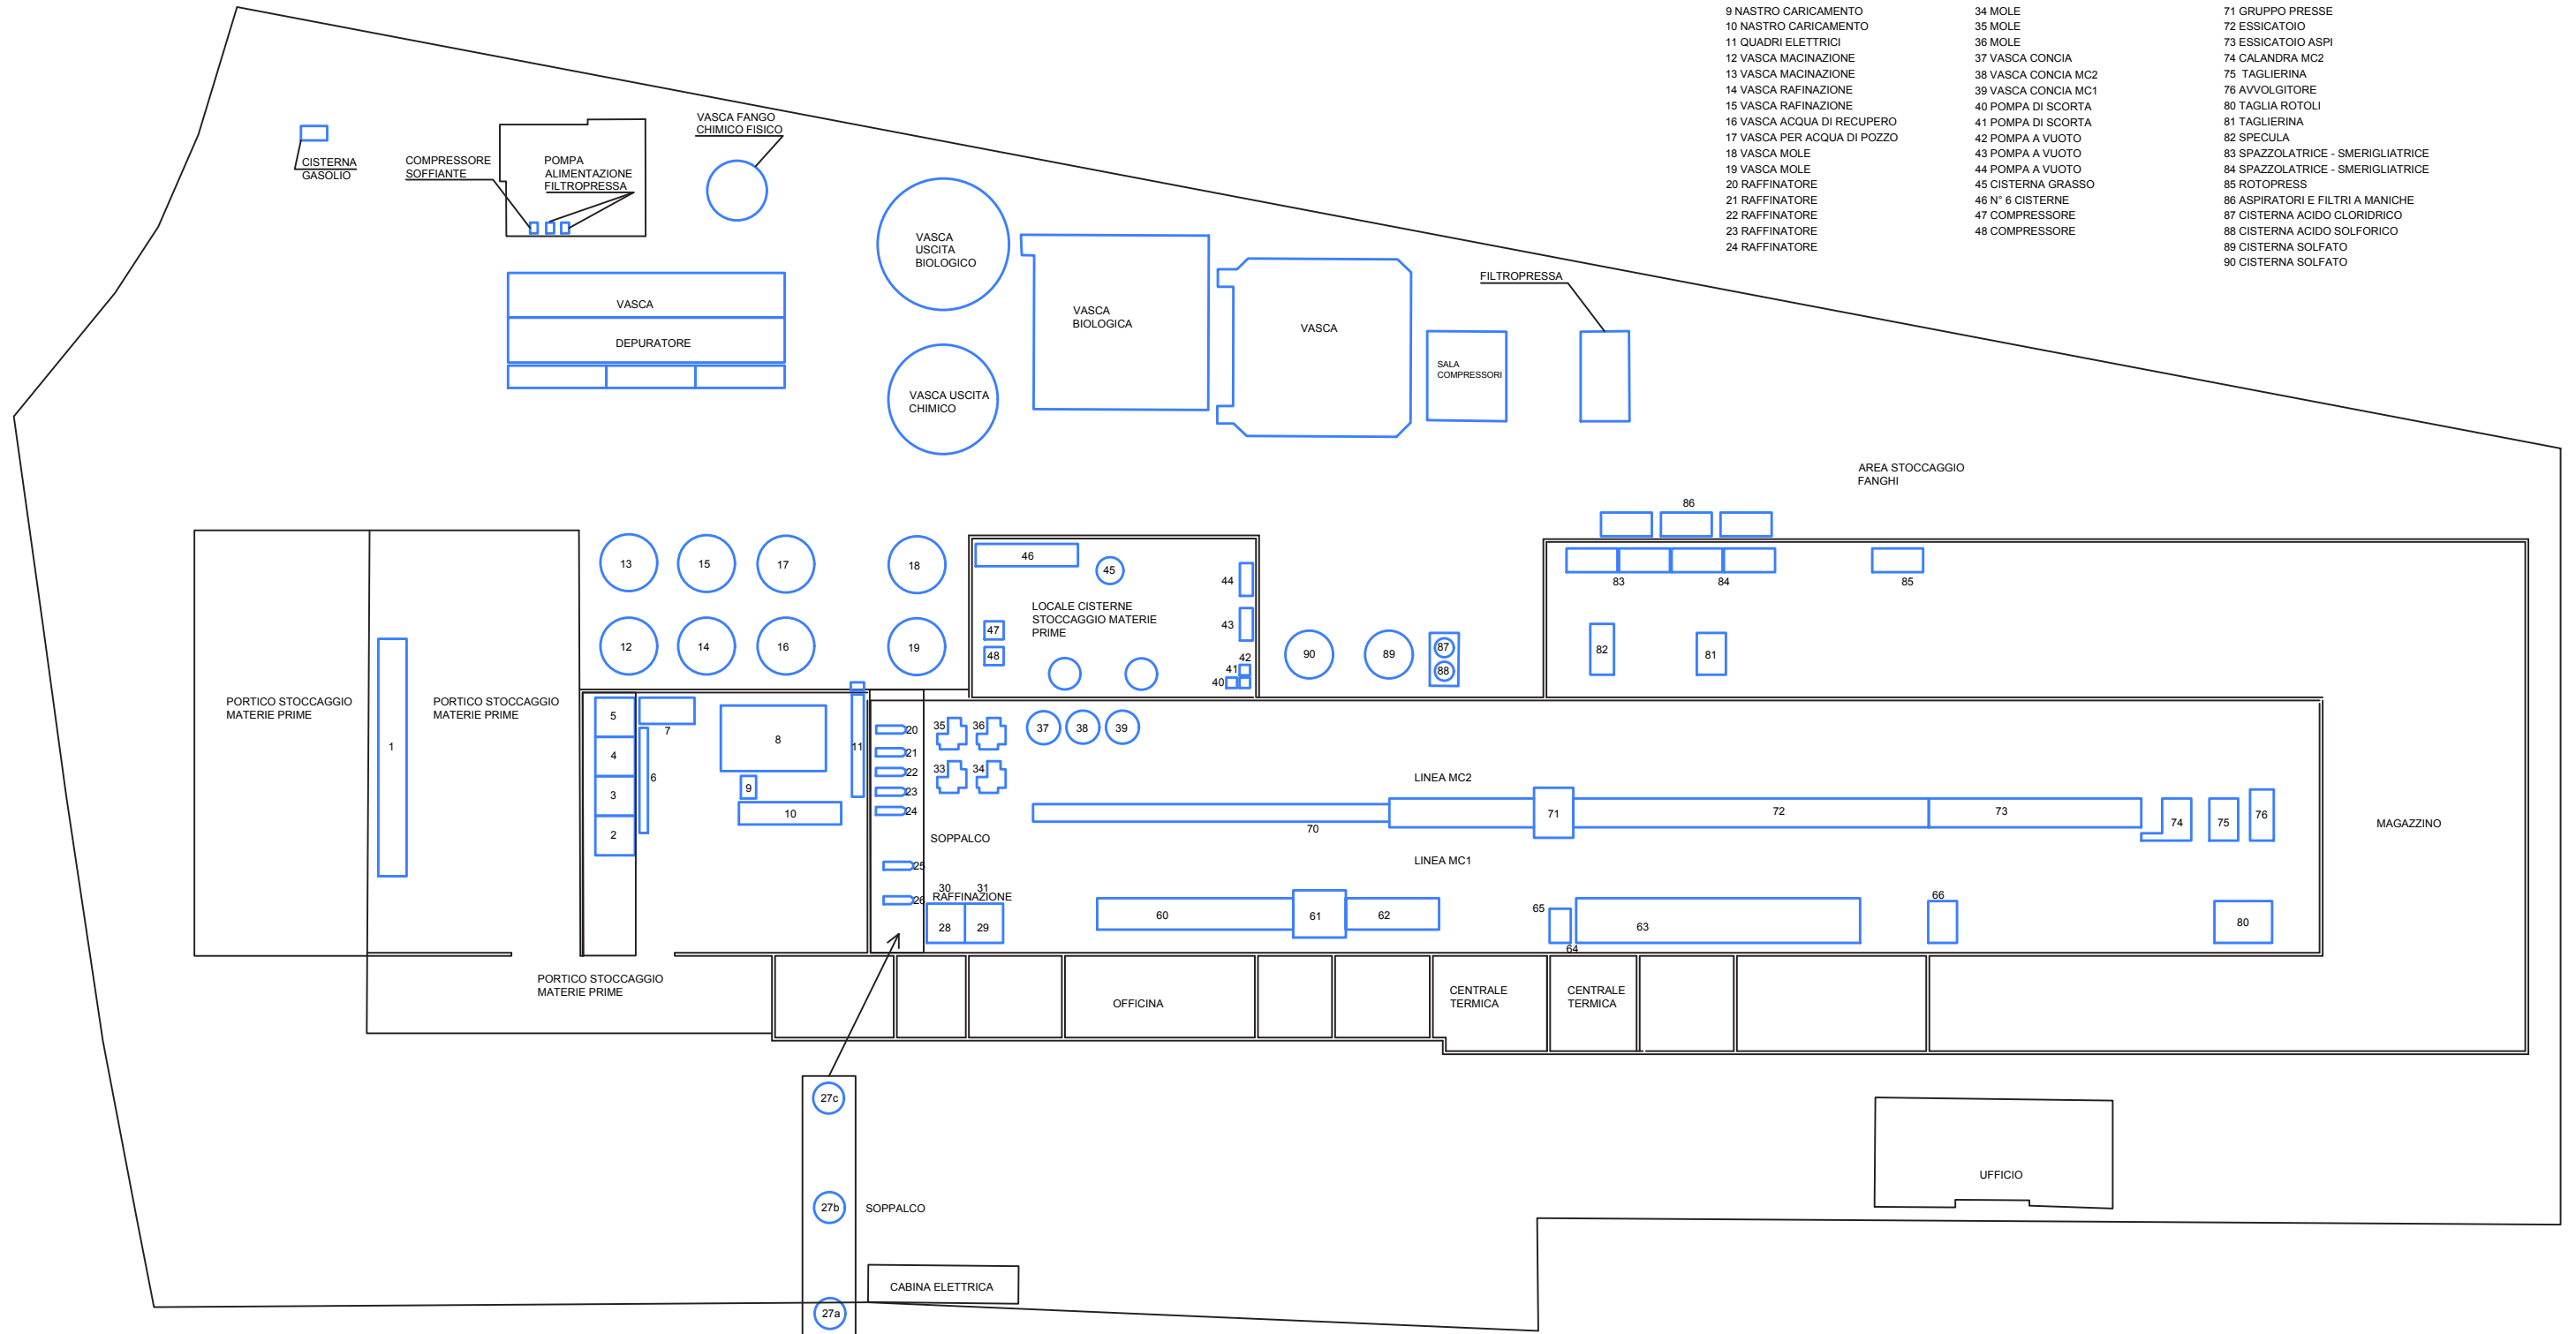 9 NASTRO CARICAMENTO
10 NASTRO CARICAMENTO
11 QUADRI ELETTRICI
12 VASCA MACINAZIONE
13 VASCA MACINAZIONE
14 VASCA RAFINAZIONE
15 VASCA RAFINAZIONE
16 VASCA ACQUA DI RECUPERO
17 VASCA PER ACQUA DI POZZO
18 VASCA MOLE
19 VASCA MOLE
20 RAFFINATORE
21 RAFFINATORE
22 RAFFINATORE
23 RAFFINATORE
24 RAFFINATORE
34 MOLE
35 MOLE
36 MOLE
37 VASCA CONCIA
38 VASCA CONCIA MC2
39 VASCA CONCIA MC1
40 POMPA DI SCORTA
41 POMPA DI SCORTA
42 POMPA A VUOTO
43 POMPA A VUOTO
44 POMPA A VUOTO
45 CISTERNA GRASSO
46 N° 6 CISTERNE
47 COMPRESSORE
48 COMPRESSORE
71 GRUPPO PRESSE
72 ESSICATOIO
73 ESSICATOIO ASPI
74 CALANDRA MC2
75 TAGLIERINA
76 AVVOLGITORE
80 TAGLIA ROTOLI
81 TAGLIERINA
82 SPECULA
83 SPAZZOLATRICE - SMERIGLIATRICE
84 SPAZZOLATRICE - SMERIGLIATRICE
85 ROTOPRESS
86 ASPIRATORI E FILTRI A MANICHE
87 CISTERNA ACIDO CLORIDRICO
88 CISTERNA ACIDO SOLFORICO
89 CISTERNA SOLFATO
90 CISTERNA SOLFATO
CISTERNA
GASOLIO
COMPRESSORE
SOFFIANTE
POMPA
ALIMENTAZIONE
FILTROPRESSA
VASCA FANGO
CHIMICO FISICO
VASCA
USCITA
BIOLOGICO
VASCA
BIOLOGICA
VASCA
FILTROPRESSA
VASCA
DEPURATORE
VASCA USCITA
CHIMICO
SALA
COMPRESSORI
AREA STOCCAGGIO
FANGHI
86
13
15
17
18
46
45
44
83
84
85
LOCALE CISTERNE
STOCCAGGIO MATERIE
PRIME
43
47
48
12
14
16
19
42
41
40
90
89
87
88
82
81
PORTICO STOCCAGGIO
MATERIE PRIME
PORTICO STOCCAGGIO
MATERIE PRIME
1
5
4
3
2
7
6
8
9
10
11
20
21
22
23
24
25
26
35
36
33
34
37
38
39
LINEA MC2
70
71
72
73
74
75
76
MAGAZZINO
SOPPALCO
LINEA MC1
30
31
RAFFINAZIONE
28
29
60
61
62
65
64
63
66
80
PORTICO STOCCAGGIO
MATERIE PRIME
OFFICINA
CENTRALE
TERMICA
CENTRALE
TERMICA
27c
27b
SOPPALCO
27a
CABINA ELETTRICA
UFFICIO